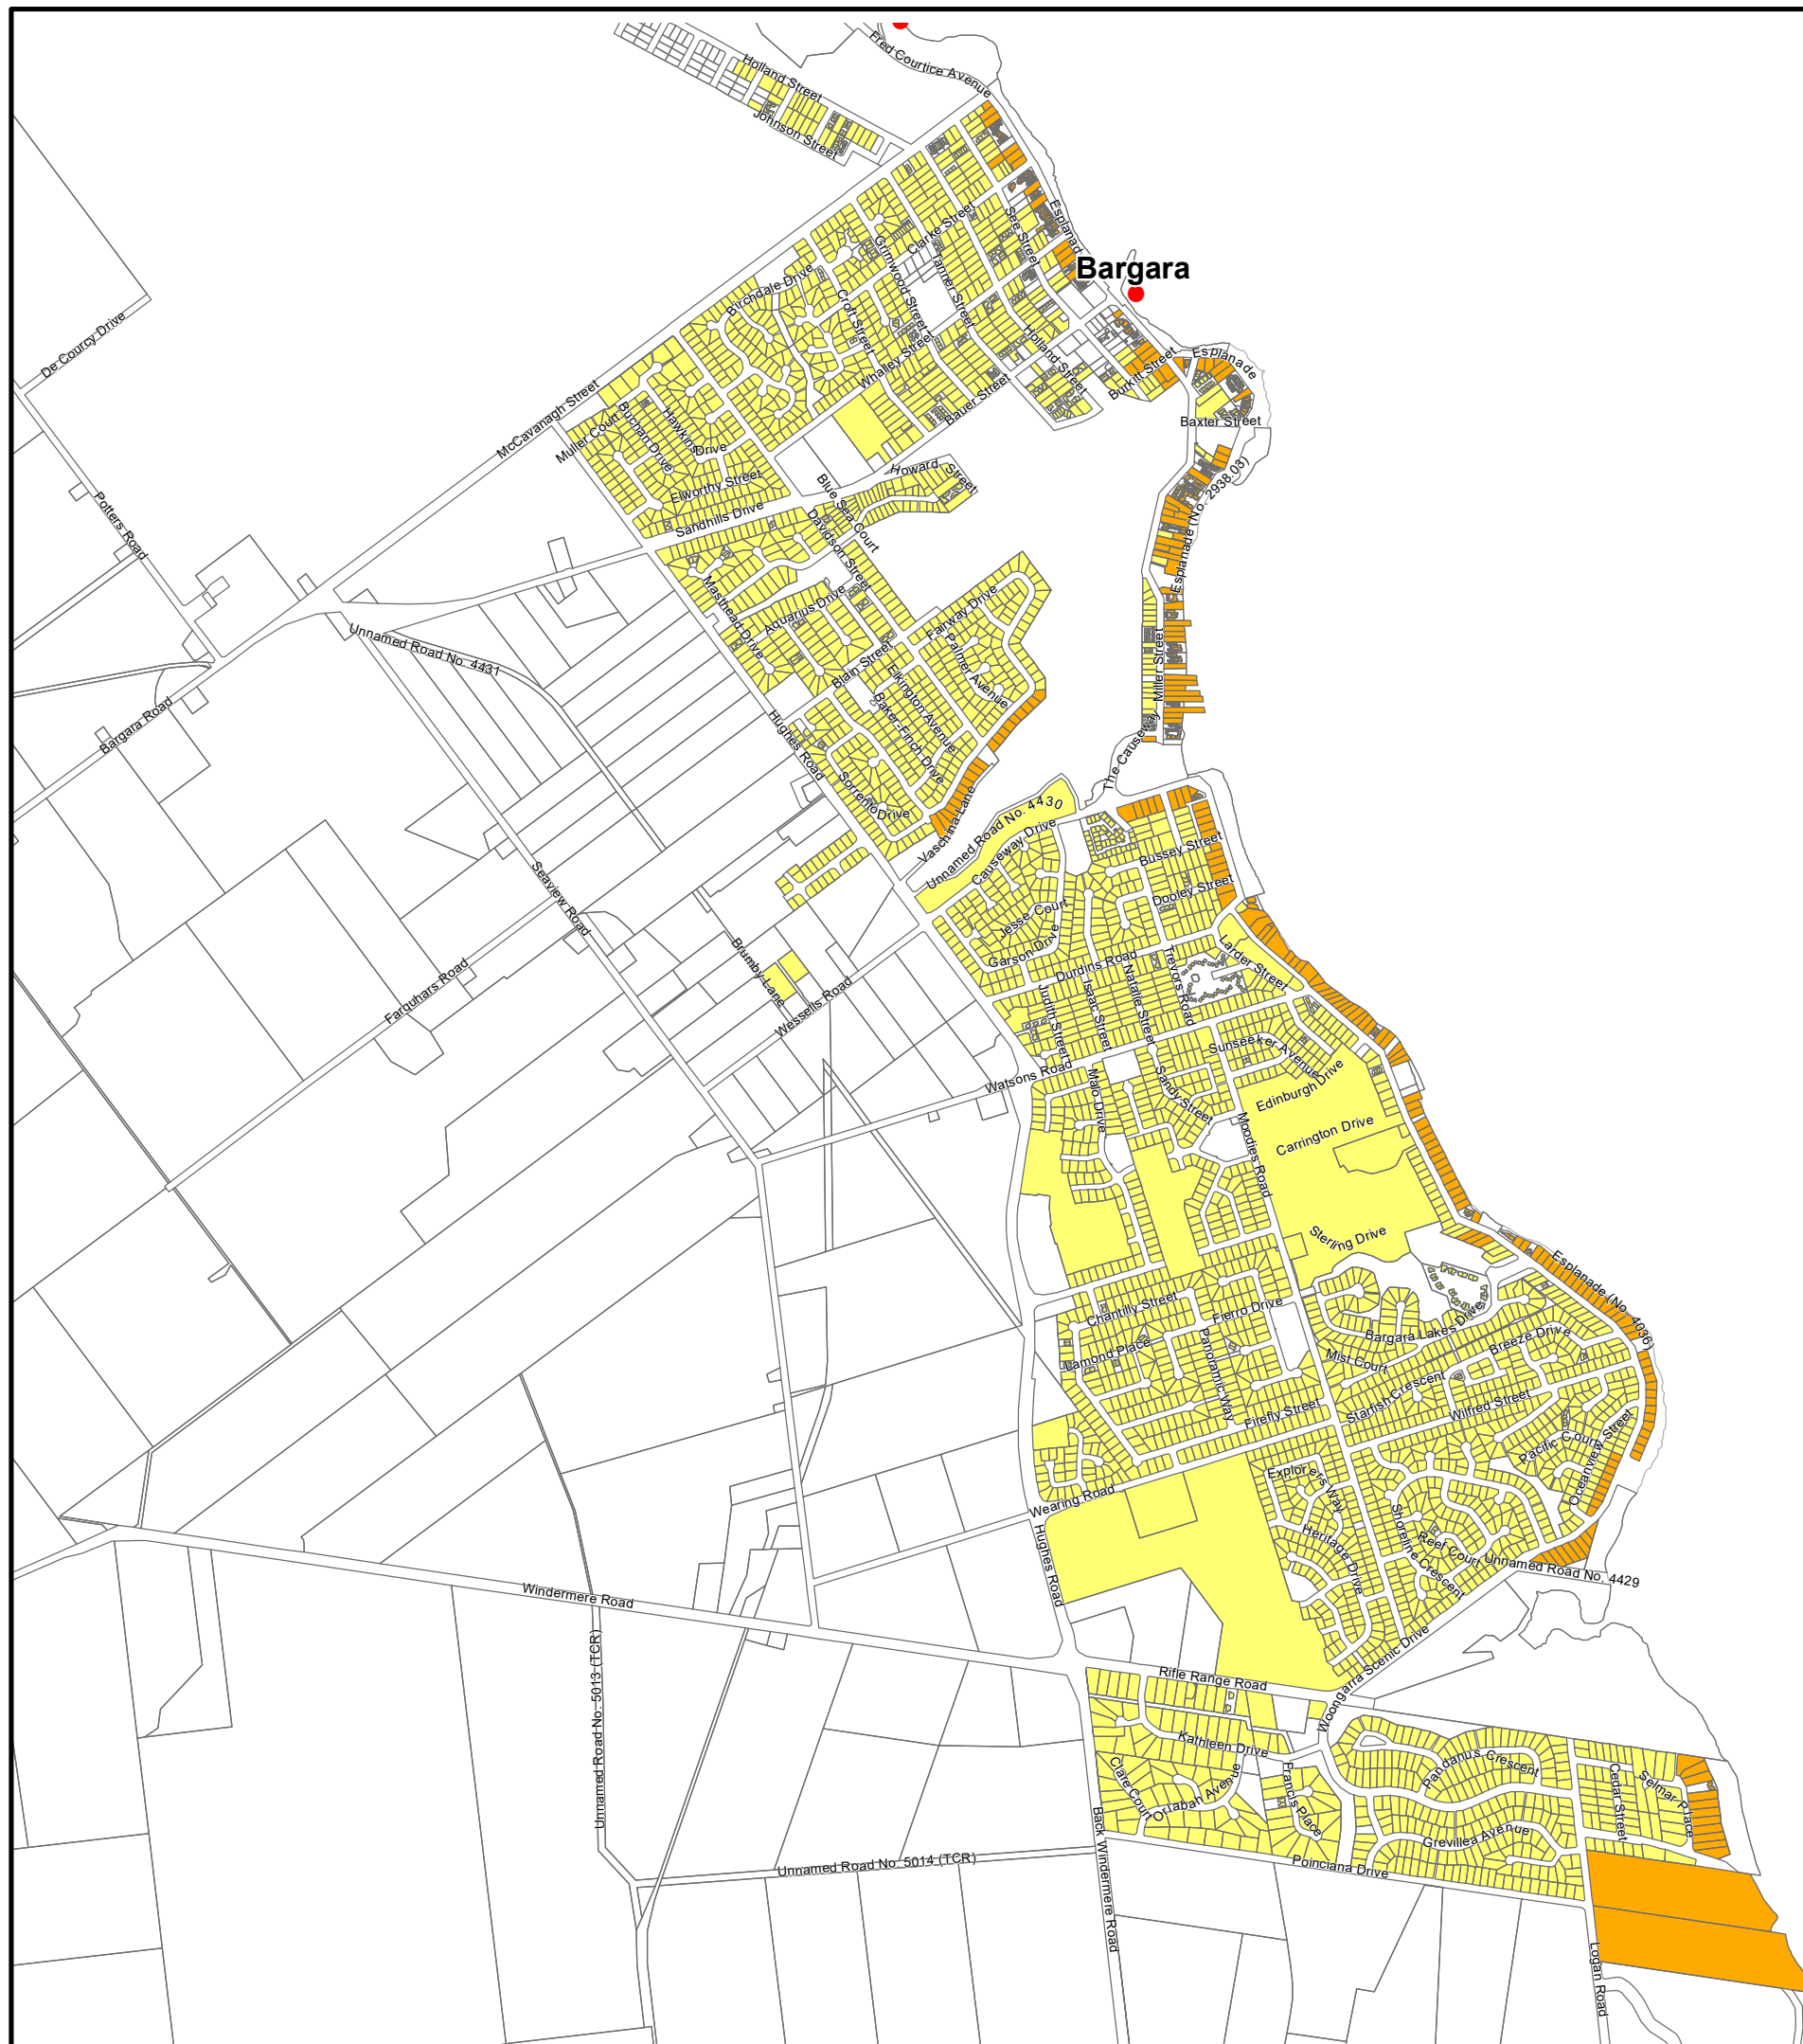 Fred Courtice Avenue
Holland Street
Johnson Street
Esplanad
See Street
Clarke Street
Grimwood Street
Tanner Street
Bargara
Birchdale Drive
Croft Street
Whalley Street
Holland Street
Burkitt Street
Esplanade
De Courcy Drive
Bauer Street
Baxter Street
McCavanagh Street
Muller Court
Bucham Drive
Hawkins
Drive
Howard Street
Elworthy Street
Blue Sea Court
Sandhills Drive
Davidson Street
Esplanade (No. 2938.03)
Potters Road
Masthead Drive
Aquarius Drive
Fairway Drive
Unnamed Road No. 4431
Blain Street
Palmer Avenue
Elkington Avenue
Baker-Finch Drive
Miller Street
Bargara Road
Hughes Road
The Causeway
Sorrento Drive
Vaschina Lane
Unnamed Road No. 4430
Causeway Drive
Bussey Street
Dooley Street
Seaview Road
Jesse Court
Garson Drive
Durdins Road
Larder Street
Trevors Road
Natalie Street
Isaac Street
Judith Street
Brumby Lane
Wessells Road
Farquhars Road
Sunseeker Avenue
Watsons Road
Malo Drive
Sandy Street
Edinburgh Drive
Carrington Drive
Moodies Road
Sterling Drive
Esplanade (No. 4036)
Chantilly Street
Fierro Drive
Bargara Lakes Drive
Breeze Drive
Lamond Place
Panoramic Way
Mist Court
Starfish Crescent
Wilfred Street
Firefly Street
Pacific Court
Oceanview Street
Explorers Way
Wearing Road
Heritage Drive
Shoreline Crescent
Reef Court
Unnamed Road No. 4429
Hughes Road
Windermere Road
Unnamed Road No. 5013 (TCR)
Woongarra Scenic Drive
Rifle Range Road
Kathleen Drive
Pandanus Crescent
Clare Court
Ortaban Avenue
Francis Place
Cedar Street
Selmar Place
Grevillea Avenue
Poinciana Drive
Unnamed Road No. 5014 (TCR)
Back Windermere Road
Logan Road